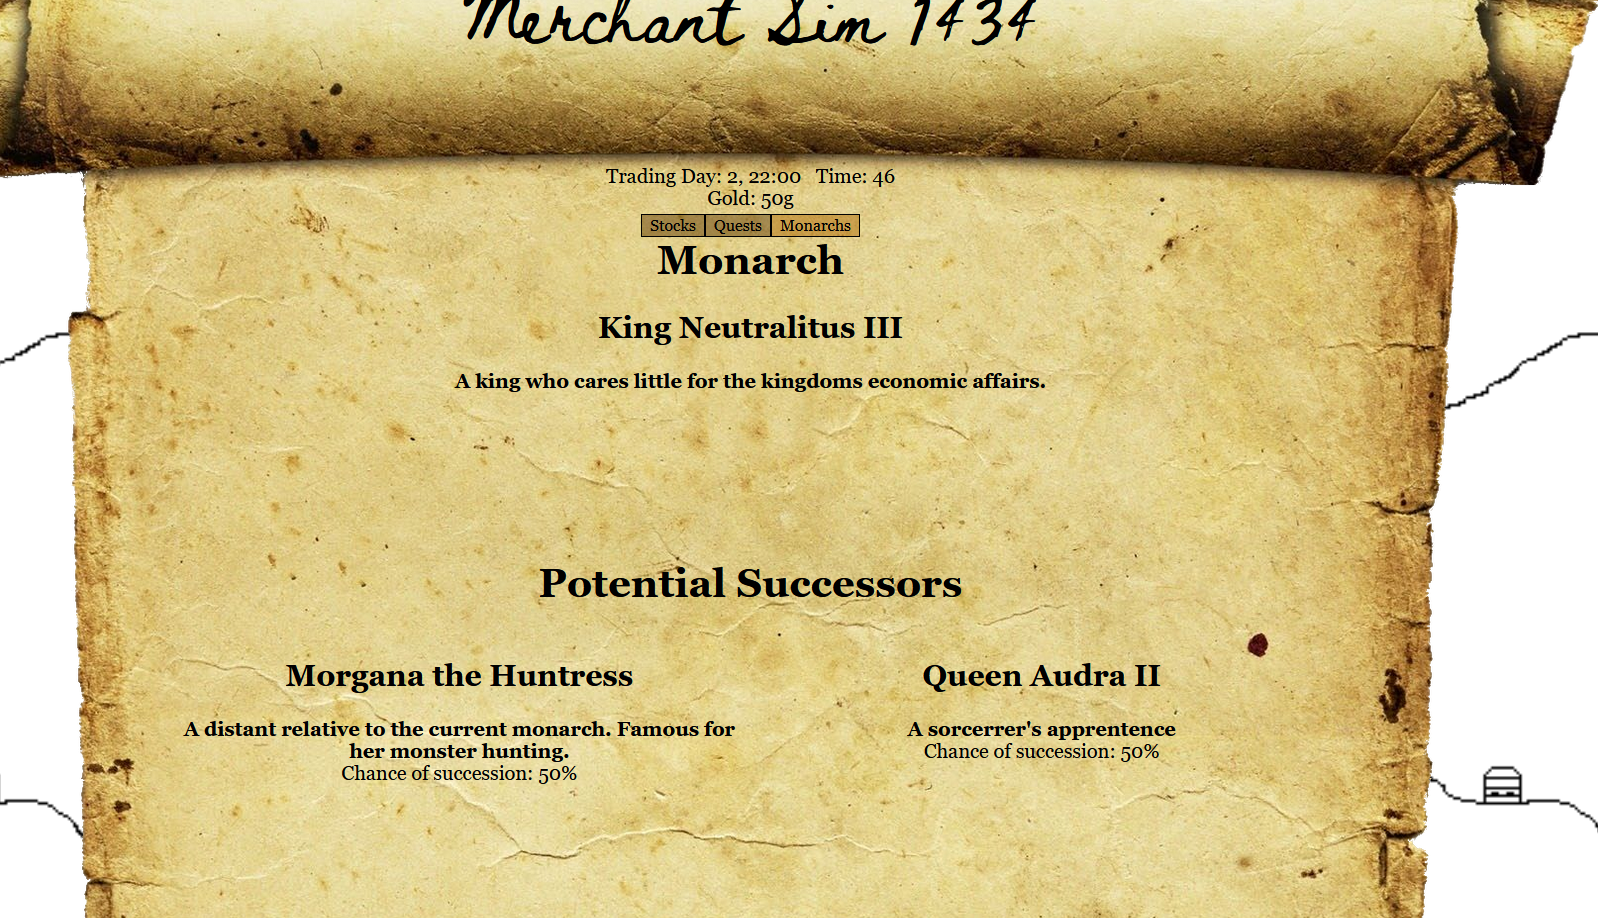 Merchant Sim 1434
Trading Day: 2, 22:00 Time: 46
Gold: 50g
Stocks Quests Monarchs
Monarch
King Neutralitus III
A king who cares little for the kingdoms economic affairs.
Potential Successors
Morgana the Huntress
A distant relative to the current monarch. Famous for
her monster hunting.
Chance of succession: 50%
Queen Audra II
A sorcerrer's apprentence
Chance of succession: 50%